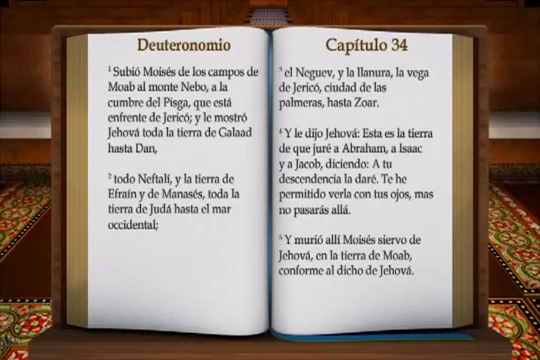 Deuteronomio
¹ Subió Moisés de los campos de
Moab al monte Nebo, a la
cumbre del Pisga, que está
enfrente de Jericó; y le mostró
Jehová toda la tierra de Galaad
hasta Dan,
² todo Neftalí, y la tierra de
Efraín y de Manasés, toda la
tierra de Judá hasta el mar
occidental;
Capítulo 34
³ el Neguev, y la llanura, la vega
de Jericó, ciudad de las
palmeras, hasta Zoar.
⁴ Y le dijo Jehová: Esta es la tierra
de que juré a Abraham, a Isaac
y a Jacob, diciendo: A tu
descendencia la daré. Te he
permitido verla con tus ojos, mas
no pasarás allá.
⁵ Y murió allí Moisés siervo de
Jehová, en la tierra de Moab,
conforme al dicho de Jehová.